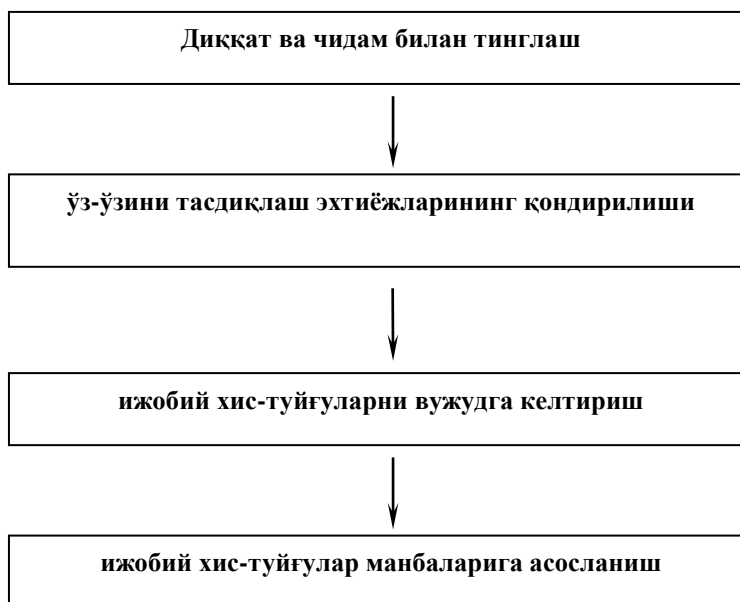 Диққат ва чидам билан тинглаш
ўз-ўзини тасдиқлаш эхтиёжларининг қондирилиши
ижобий хис-туйғуларни вужудга келтириш
ижобий хис-туйғулар манбаларига асосланиш